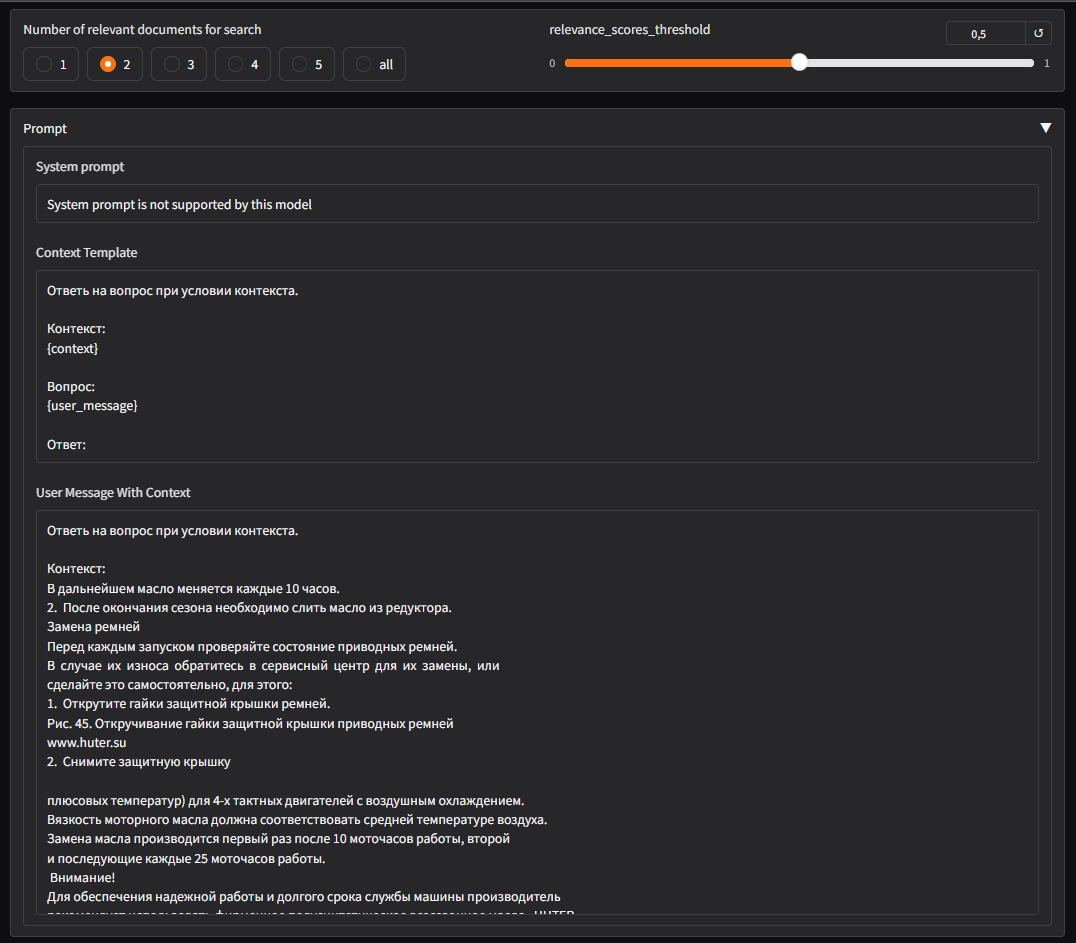 Number of relevant documents for search
1 2 3 4 5 all
relevance_scores_threshold
0,5 ↺
0 1
Prompt
System prompt
System prompt is not supported by this model
Context Template
Ответь на вопрос при условии контекста.
Контекст:
{context}
Вопрос:
{user_message}
Ответ:
User Message With Context
Ответь на вопрос при условии контекста.
Контекст:
В дальнейшем масло меняется каждые 10 часов.
2. После окончания сезона необходимо слить масло из редуктора.
Замена ремней
Перед каждым запуском проверяйте состояние приводных ремней.
В случае их износа обратитесь в сервисный центр для их замены, или
сделайте это самостоятельно, для этого:
1. Открутите гайки защитной крышки ремней.
Рис. 45. Откручивание гайки защитной крышки приводных ремней
www.huter.su
2. Снимите защитную крышку
плюсовых температур) для 4-х тактных двигателей с воздушным охлаждением.
Вязкость моторного масла должна соответствовать средней температуре воздуха.
Замена масла производится первый раз после 10 моточасов работы, второй
и последующие каждые 25 моточасов работы.
Внимание!
Для обеспечения надежной работы и долгого срока службы машины производитель